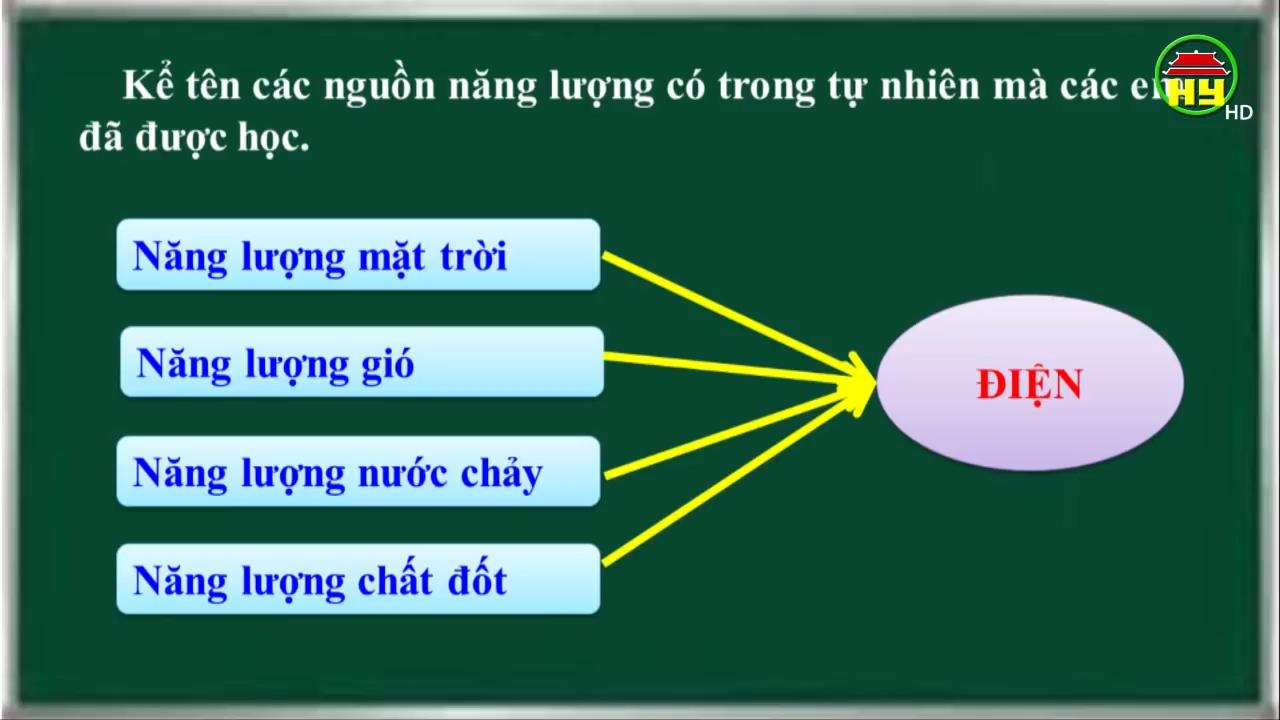 Kể tên các nguồn năng lượng có trong tự nhiên mà các em
đã được học.
Năng lượng mặt trời
Năng lượng gió
Năng lượng nước chảy
Năng lượng chất đốt
ĐIỆN
HY
HD